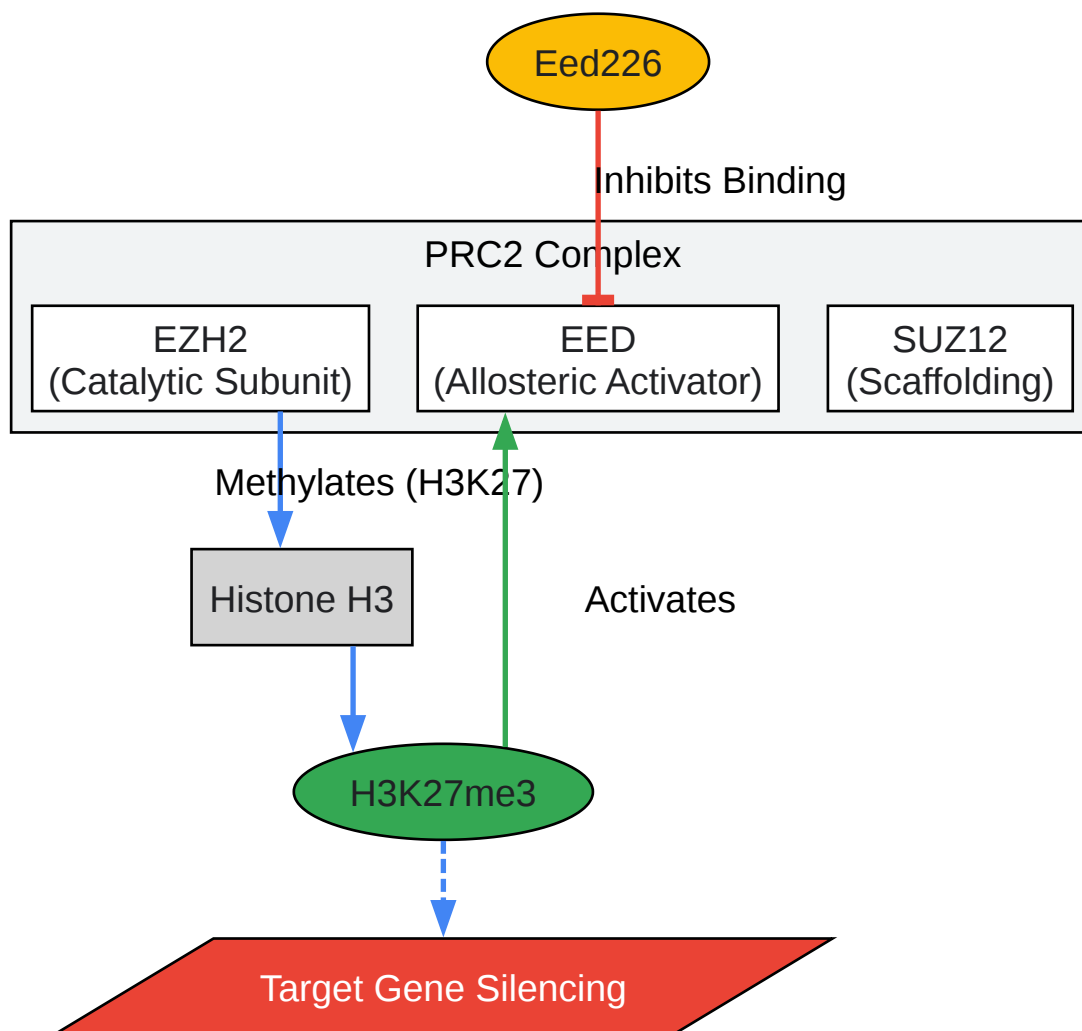 Eed226
Inhibits Binding
PRC2 Complex
EZH2
(Catalytic Subunit)
EED
(Allosteric Activator)
SUZ12
(Scaffolding)
Methylates (H3K27)
Histone H3
Activates
H3K27me3
Target Gene Silencing